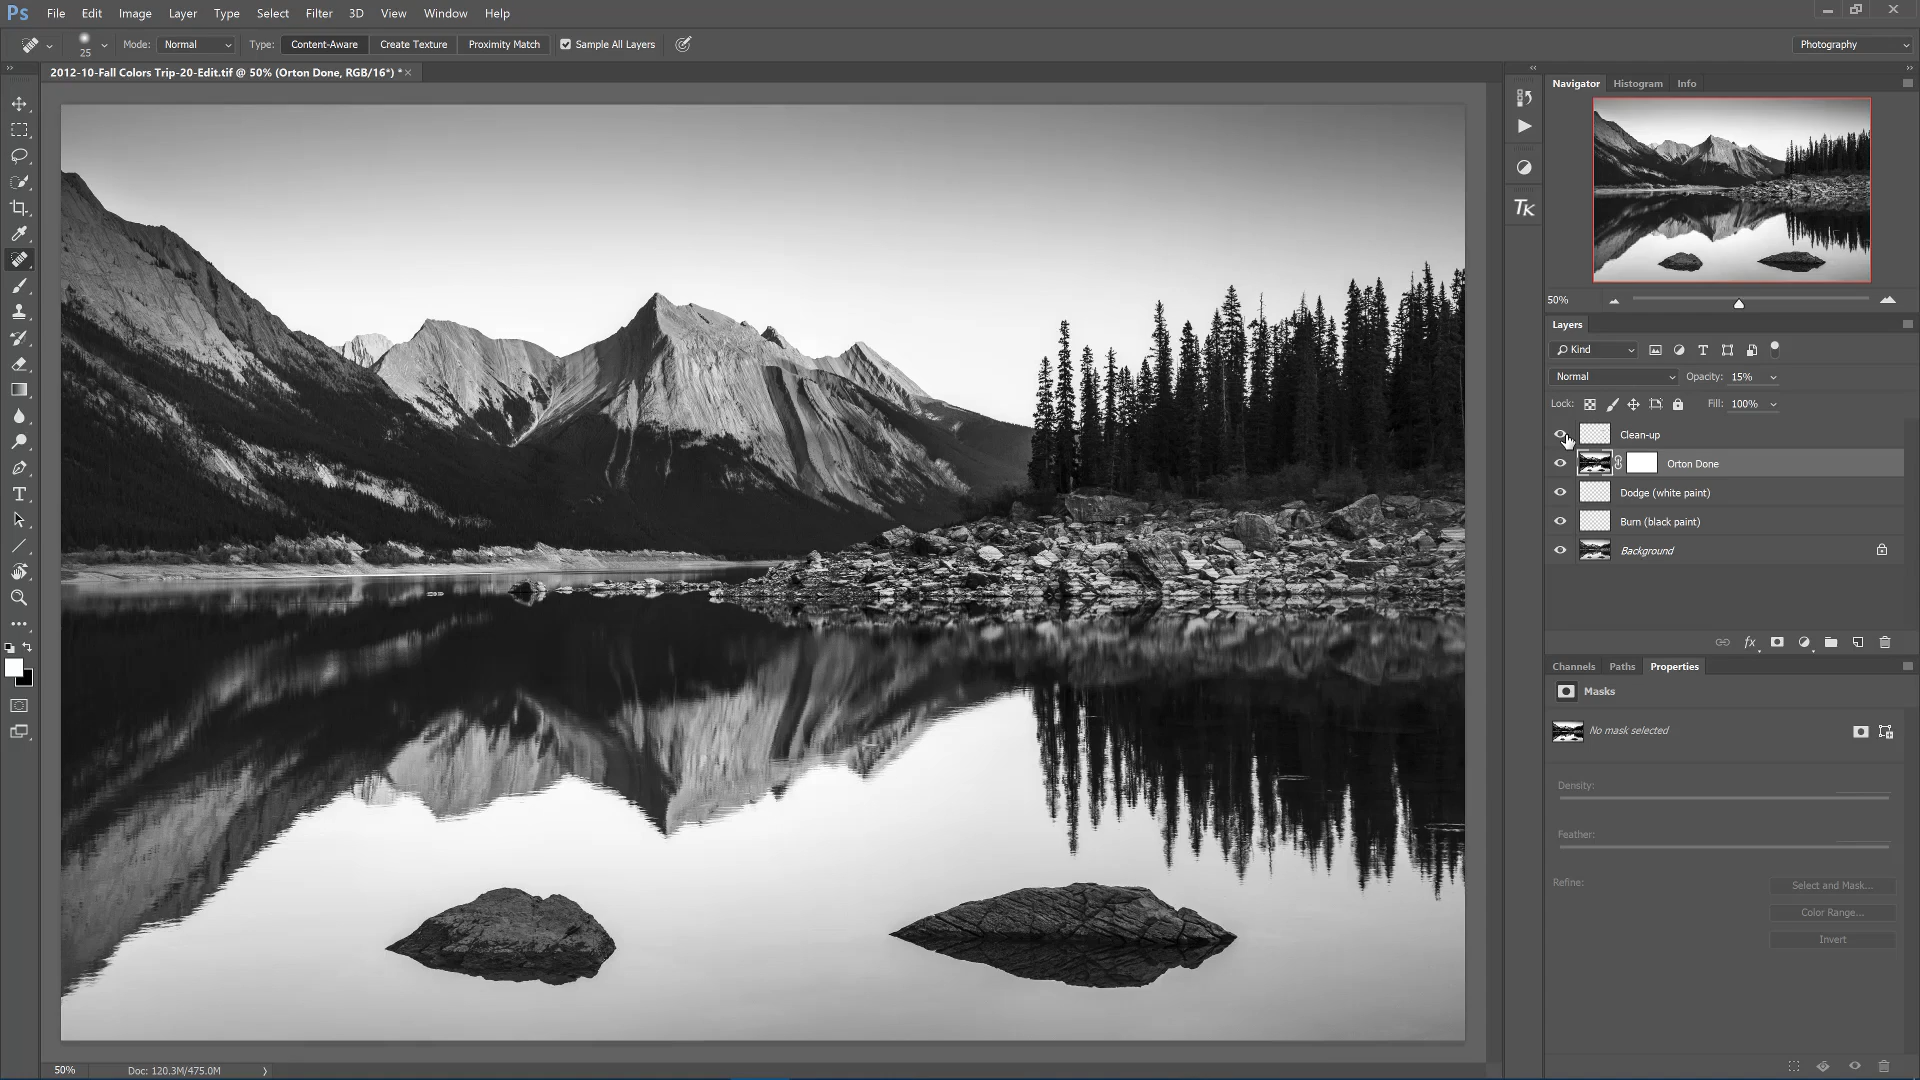 Ps File Edit Image Layer Type Select Filter 3D View Window Help
25 Mode: Normal Type: Content-Aware Create Texture Proximity Match Sample All Layers Photography
2012-10-Fall Colors Trip-20-Edit.tif @ 50% (Orton Done, RGB/16*) *
Navigator Histogram Info
TK
50%
Layers
Kind
Normal Opacity: 15%
Lock: Fill: 100%
Clean-up
Orton Done
Dodge (white paint)
Burn (black paint)
Background
fx
Channels Paths Properties
Masks
No mask selected
Density:
Feather:
Refine: Select and Mask...
Color Range...
Invert
50% Doc: 120.3M/475.0M